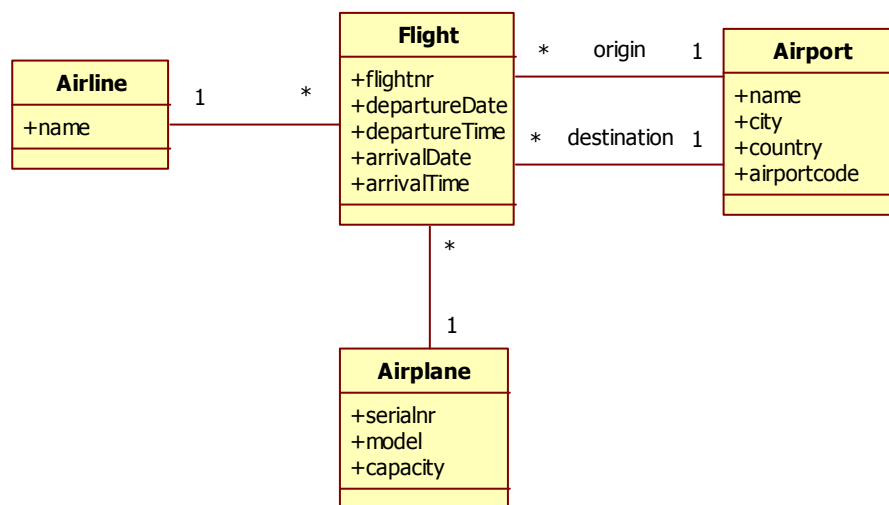 Airline
+name
1 *
Flight
+flightnr
+departureDate
+departureTime
+arrivalDate
+arrivalTime
* origin 1
* destination 1
Airport
+name
+city
+country
+airportcode
*
1
Airplane
+serialnr
+model
+capacity